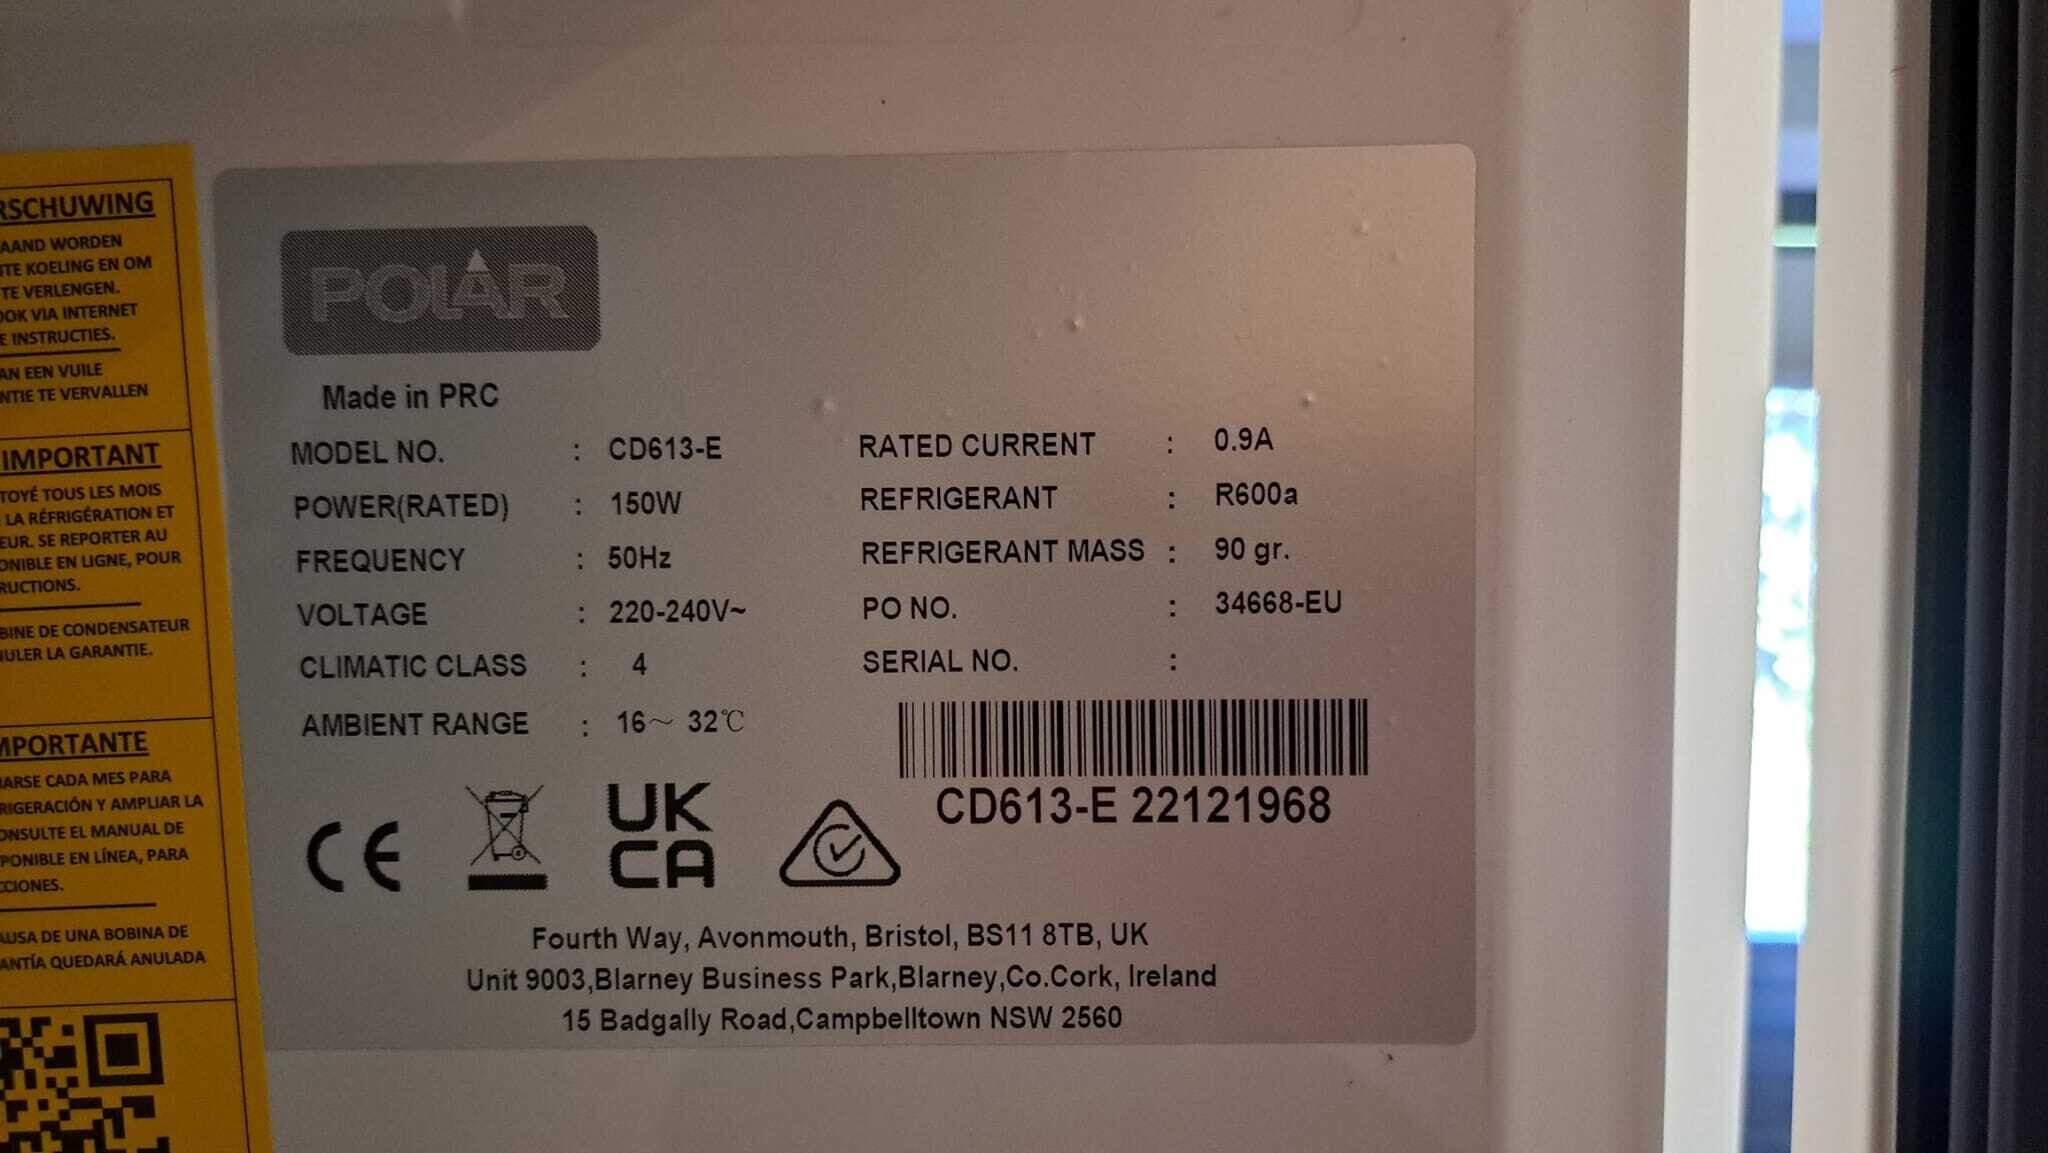 RSCHUWING
AAND WORDEN
TE KOELING EN OM
TE VERLENGEN.
OOK VIA INTERNET
E INSTRUCTIES.
AN EEN VUILE
NTIE TE VERVALLEN
IMPORTANT
TOYÉ TOUS LES MOIS
LA RÉFRIGÉRATION ET
EUR. SE REPORTER AU
ONIBLE EN LIGNE, POUR
RUCTIONS.
BINE DE CONDENSATEUR
NULER LA GARANTIE.
MPORTANTE
IARSE CADA MES PARA
RIGERACIÓN Y AMPLIAR LA
ONSULTE EL MANUAL DE
PONIBLE EN LÍNEA, PARA
CCIONES.
AUSA DE UNA BOBINA DE
ANTÍA QUEDARÁ ANULADA
POLAR
Made in PRC
MODEL NO. : CD613-E
POWER(RATED) : 150W
FREQUENCY : 50Hz
VOLTAGE : 220-240V~
CLIMATIC CLASS : 4
AMBIENT RANGE : 16～ 32℃
RATED CURRENT : 0.9A
REFRIGERANT : R600a
REFRIGERANT MASS : 90 gr.
PO NO. : 34668-EU
SERIAL NO. :
CD613-E 22121968
CE
UK
CA
Fourth Way, Avonmouth, Bristol, BS11 8TB, UK
Unit 9003,Blarney Business Park,Blarney,Co.Cork, Ireland
15 Badgally Road,Campbelltown NSW 2560